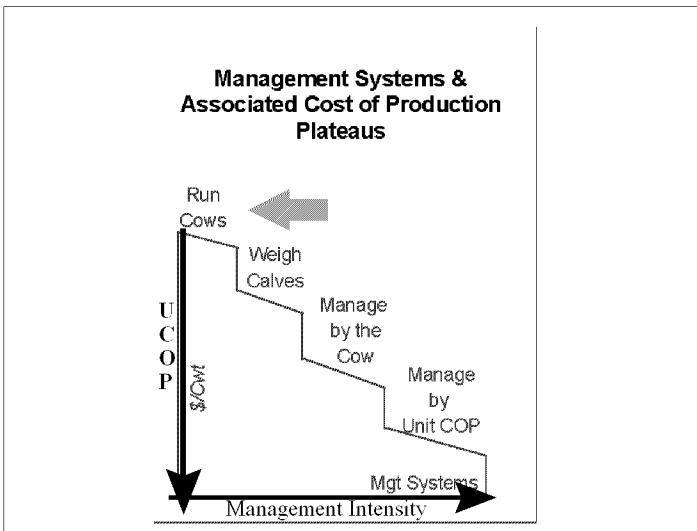 Management Systems &
Associated Cost of Production
Plateaus
Run
Cows
Weigh
Calves
Manage
by the
Cow
Manage
by
Unit COP
UCOP
$/Cwt
Mgt Systems
Management Intensity